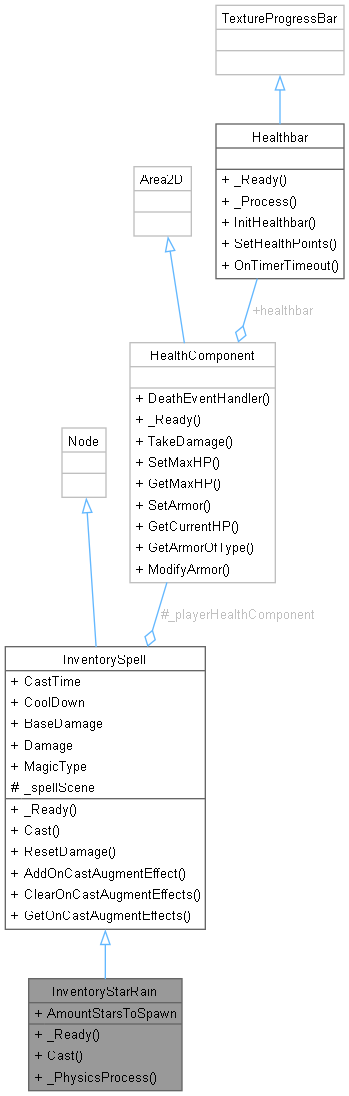 TextureProgressBar
Healthbar
+ _Ready()
+ _Process()
+ InitHealthbar()
+ SetHealthPoints()
+ OnTimerTimeout()
Area2D
+healthbar
HealthComponent
+ DeathEventHandler()
+ _Ready()
+ TakeDamage()
+ SetMaxHP()
+ GetMaxHP()
+ SetArmor()
+ GetCurrentHP()
+ GetArmorOfType()
+ ModifyArmor()
Node
#_playerHealthComponent
InventorySpell
+ CastTime
+ CoolDown
+ BaseDamage
+ Damage
+ MagicType
# _spellScene
+ _Ready()
+ Cast()
+ ResetDamage()
+ AddOnCastAugmentEffect()
+ ClearOnCastAugmentEffects()
+ GetOnCastAugmentEffects()
InventoryStarRain
+ AmountStarsToSpawn
+ _Ready()
+ Cast()
+ _PhysicsProcess()